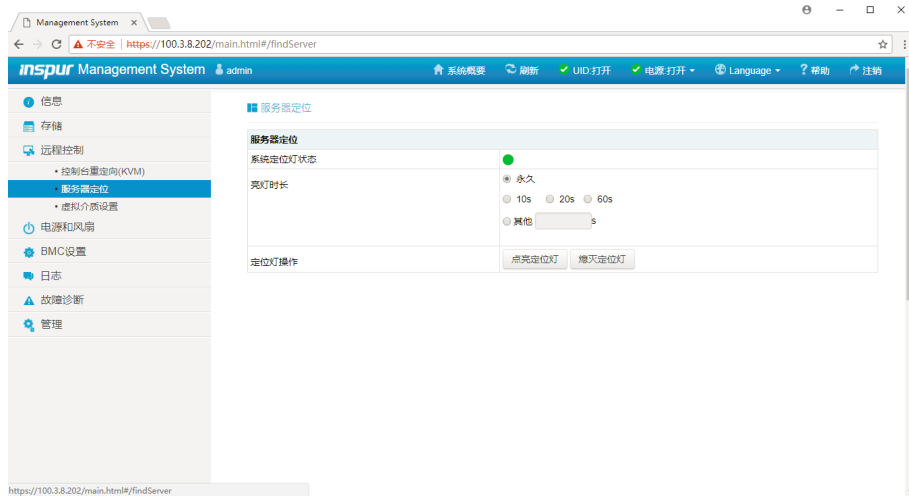 Management System
不安全 | https://100.3.8.202/main.html#/findServer
inspur Management System admin 系统概要 刷新 UID:打开 电源:打开 Language 帮助 注销
信息
存储
远程控制
控制台重定向(KVM)
服务器定位
虚拟介质设置
电源和风扇
BMC设置
日志
故障诊断
管理
服务器定位
服务器定位
系统定位灯状态
亮灯时长
永久
10s 20s 60s
其他 s
定位灯操作 点亮定位灯 熄灭定位灯
https://100.3.8.202/main.html#/findServer